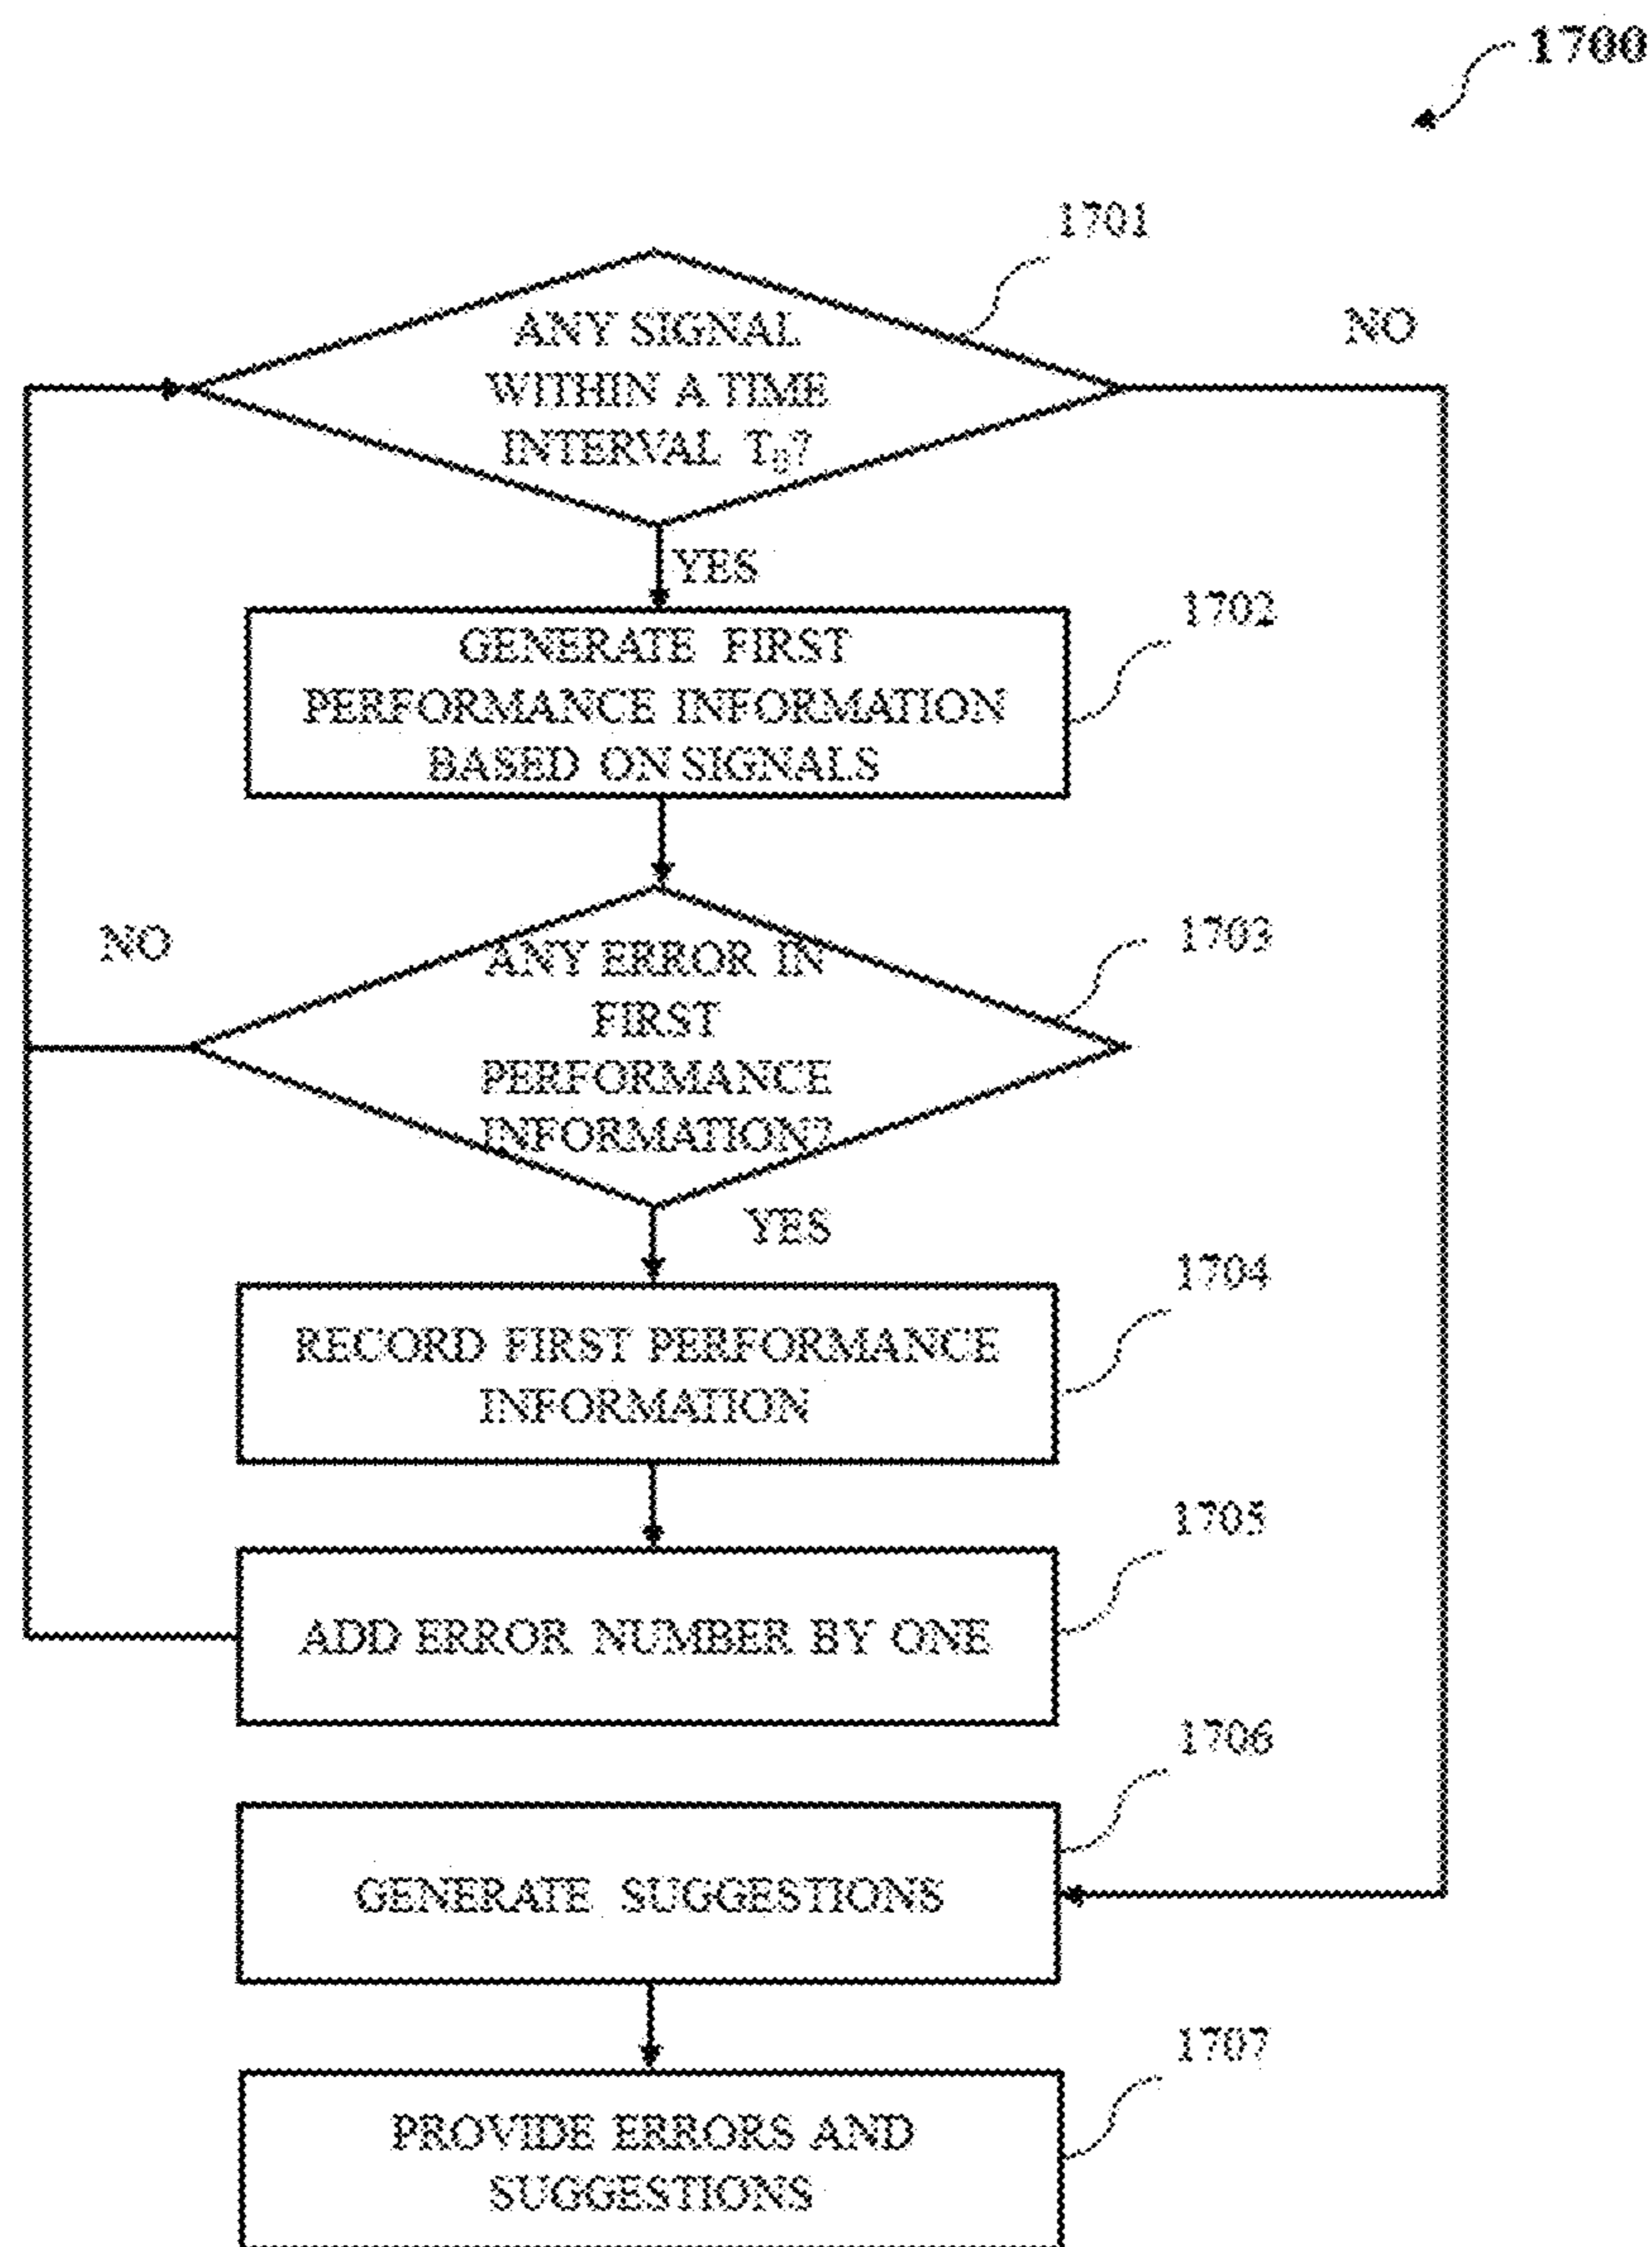 1700
1701
ANY SIGNAL
WITHIN A TIME
INTERVAL T₈?
NO
YES
1702
GENERATE FIRST
PERFORMANCE INFORMATION
BASED ON SIGNALS
1703
NO
ANY ERROR IN
FIRST
PERFORMANCE
INFORMATION?
YES
1704
RECORD FIRST PERFORMANCE
INFORMATION
1705
ADD ERROR NUMBER BY ONE
1706
GENERATE SUGGESTIONS
1707
PROVIDE ERRORS AND
SUGGESTIONS